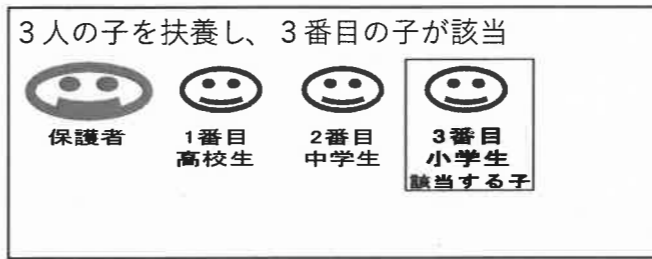 3人の子を扶養し、3番目の子が該当
保護者
1番目
高校生
2番目
中学生
3番目
小学生
該当する子